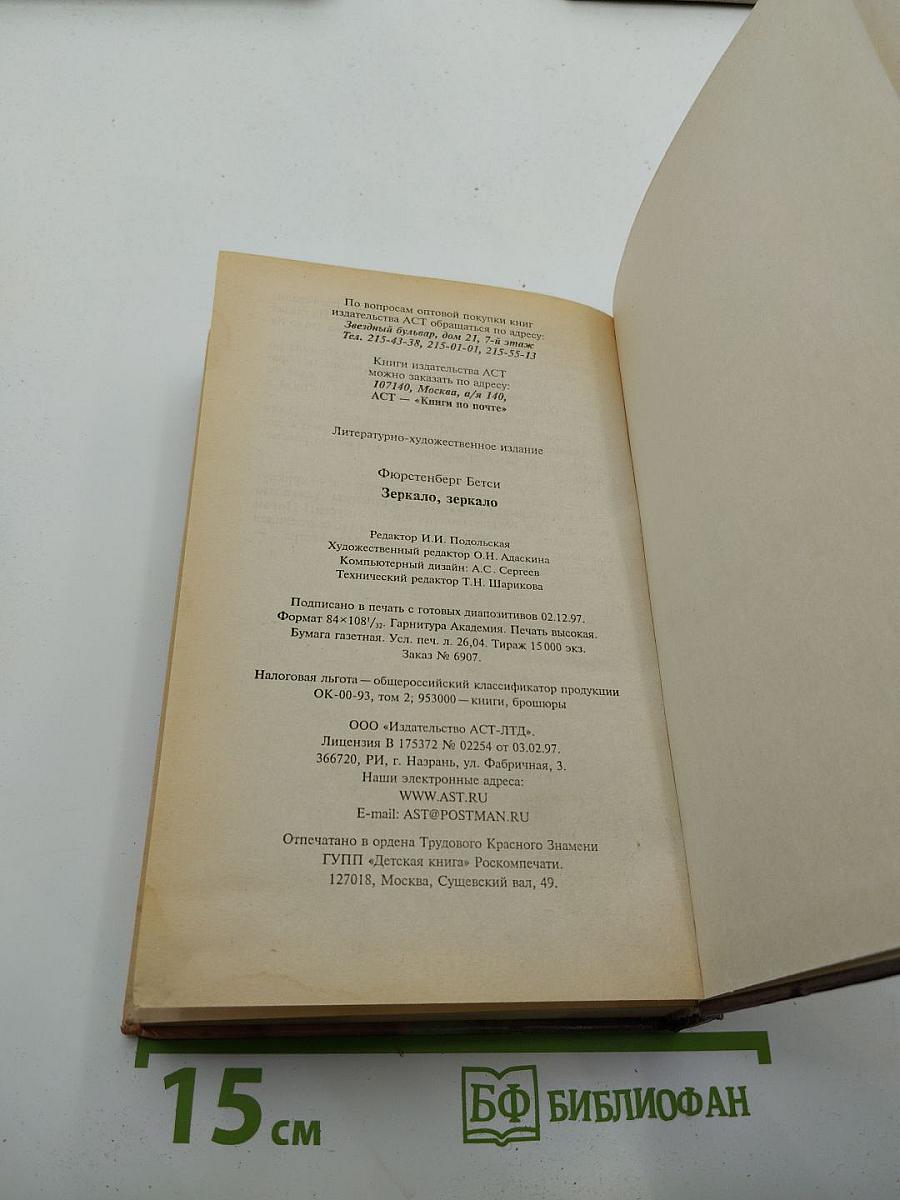 По вопросам оптовой покупки книг
издательства АСТ обращаться по адресу:
Звездный бульвар, дом 21, 7-й этаж
Тел. 215-43-38, 215-01-01, 215-55-13
Книги издательства АСТ
можно заказать по адресу:
107140, Москва, а/я 140,
АСТ — «Книги по почте»
Литературно-художественное издание
Фюрстенберг Бетси
Зеркало, зеркало
Редактор И.И. Подольская
Художественный редактор О.Н. Адаскина
Компьютерный дизайн: А.С. Сергеев
Технический редактор Т.Н. Шарикова
Подписано в печать с готовых диапозитивов 02.12.97.
Формат 84×108¹/₃₂. Гарнитура Академия. Печать высокая.
Бумага газетная. Усл. печ. л. 26,04. Тираж 15 000 экз.
Заказ № 6907.
Налоговая льгота — общероссийский классификатор продукции
ОК-00-93, том 2; 953000 — книги, брошюры
ООО «Издательство АСТ-ЛТД».
Лицензия В 175372 № 02254 от 03.02.97.
366720, РИ, г. Назрань, ул. Фабричная, 3.
Наши электронные адреса:
WWW.AST.RU
E-mail: AST@POSTMAN.RU
Отпечатано в ордена Трудового Красного Знамени
ГУПП «Детская книга» Роскомпечати.
127018, Москва, Сущевский вал, 49.
15 см
БФ БИБЛИОФАН